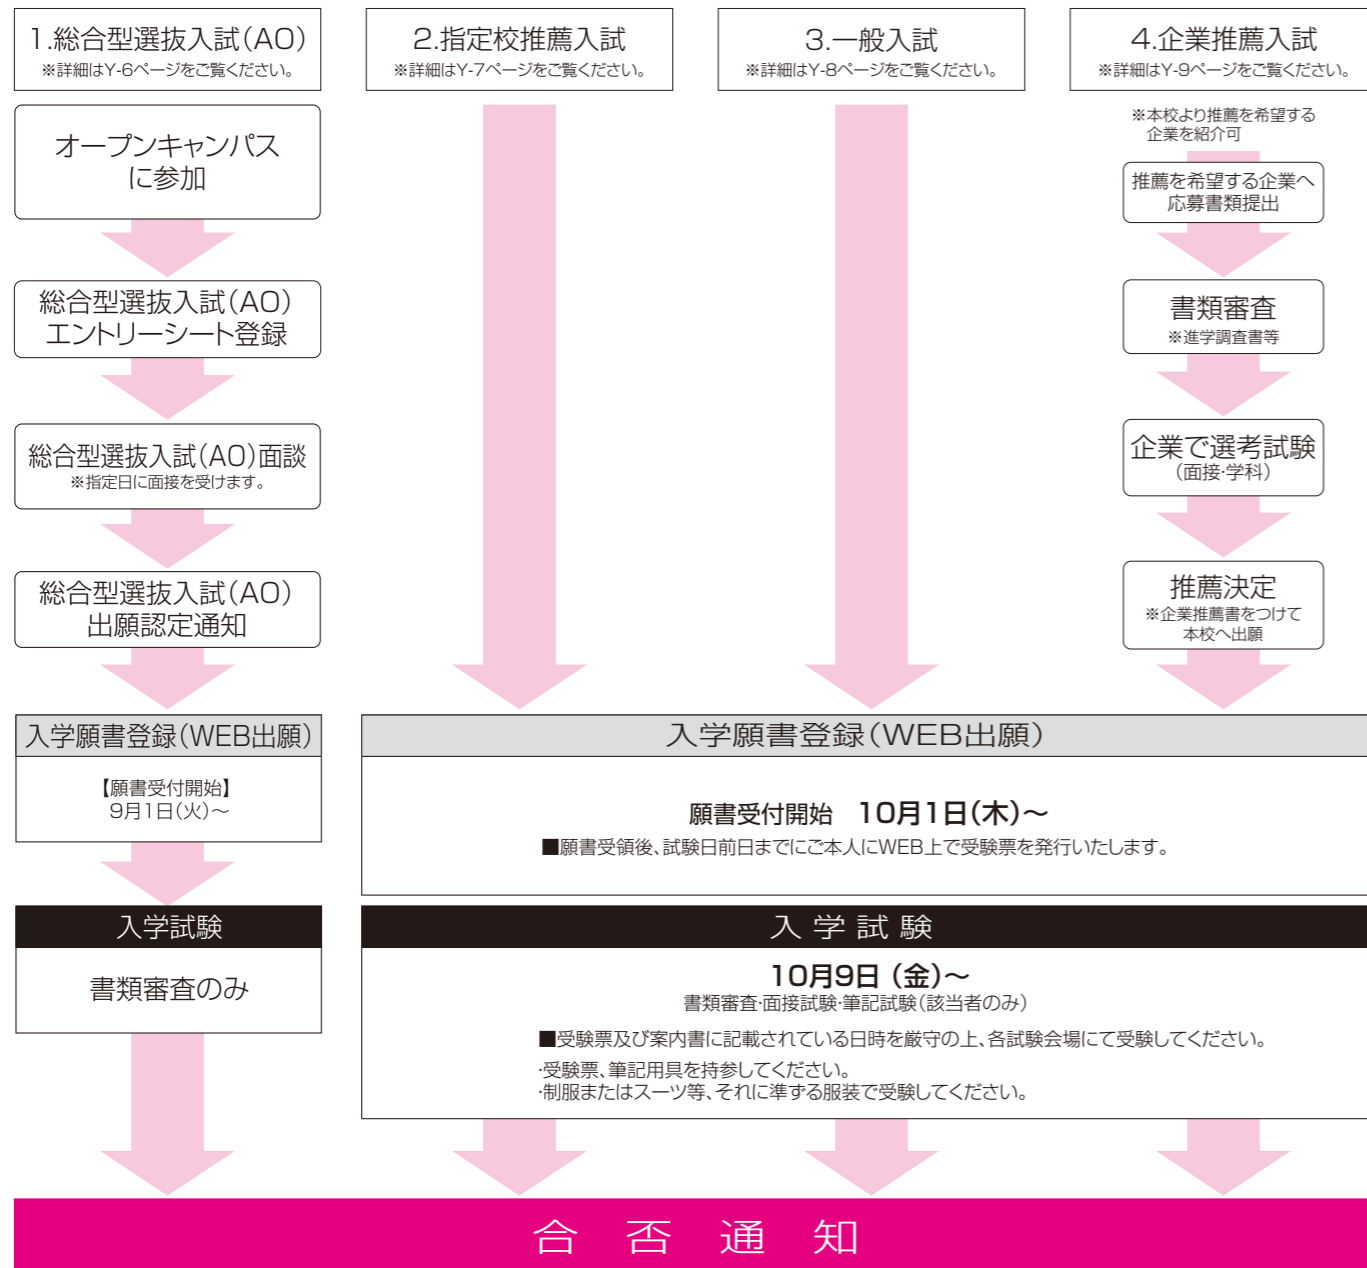 1.総合型選抜入試(AO)
※詳細はY-6ページをご覧ください。
2.指定校推薦入試
※詳細はY-7ページをご覧ください。
3.一般入試
※詳細はY-8ページをご覧ください。
4.企業推薦入試
※詳細はY-9ページをご覧ください。
オープンキャンパス
に参加
総合型選抜入試(AO)
エントリーシート登録
総合型選抜入試(AO)面談
※指定日に面接を受けます。
総合型選抜入試(AO)
出願認定通知
※本校より推薦を希望する
企業を紹介可
推薦を希望する企業へ
応募書類提出
書類審査
※進学調査書等
企業で選考試験
(面接・学科)
推薦決定
※企業推薦書をつけて
本校へ出願
入学願書登録(WEB出願)
【願書受付開始】
9月1日(火)～
入学願書登録(WEB出願)
願書受付開始 10月1日(木)～
■願書受領後、試験日前日までにご本人にWEB上で受験票を発行いたします。
入学試験
書類審査のみ
入学試験
10月9日(金)～
書類審査・面接試験・筆記試験(該当者のみ)
■受験票及び案内書に記載されている日時を厳守の上、各試験会場にて受験してください。
・受験票、筆記用具を持参してください。
・制服またはスーツ等、それに準ずる服装で受験してください。
合否通知